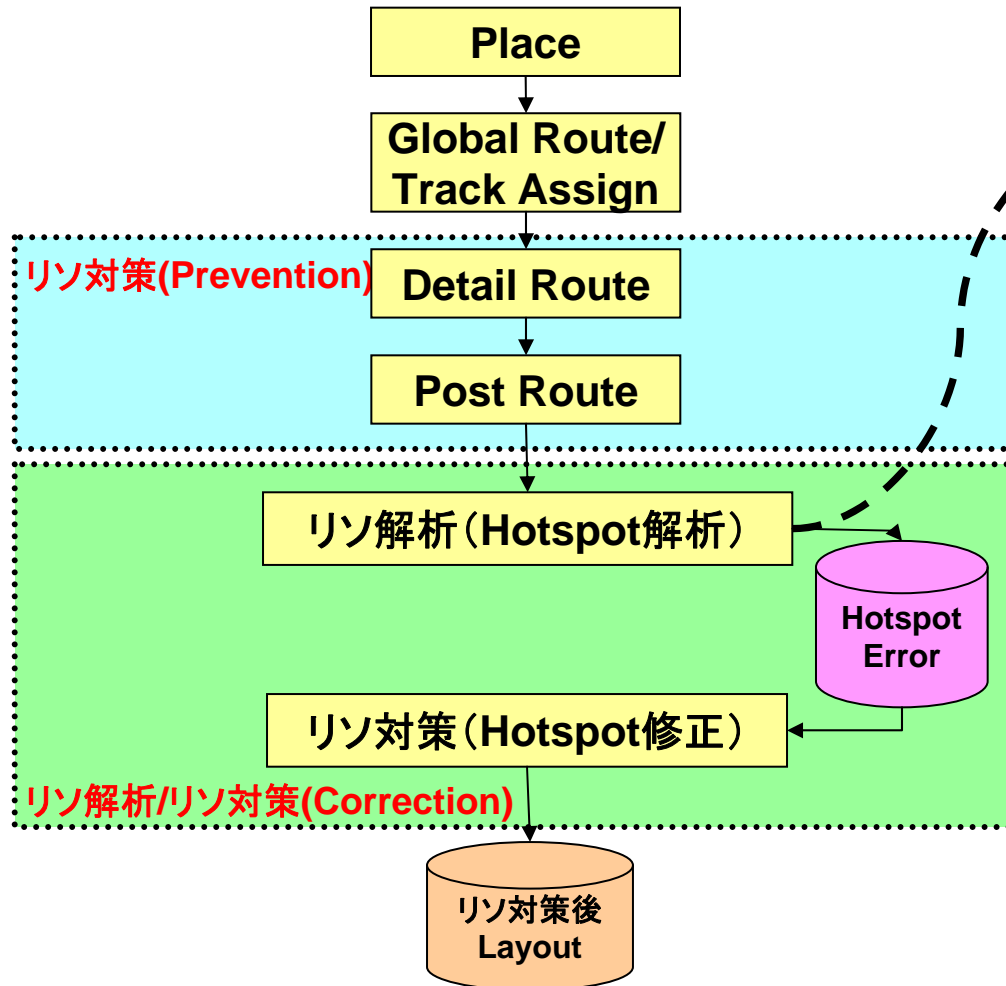 Place
Global Route/
Track Assign
リソ対策(Prevention)
Detail Route
Post Route
リソ解析（Hotspot解析）
Hotspot
Error
リソ対策（Hotspot修正）
リソ解析/リソ対策(Correction)
リソ対策後
Layout